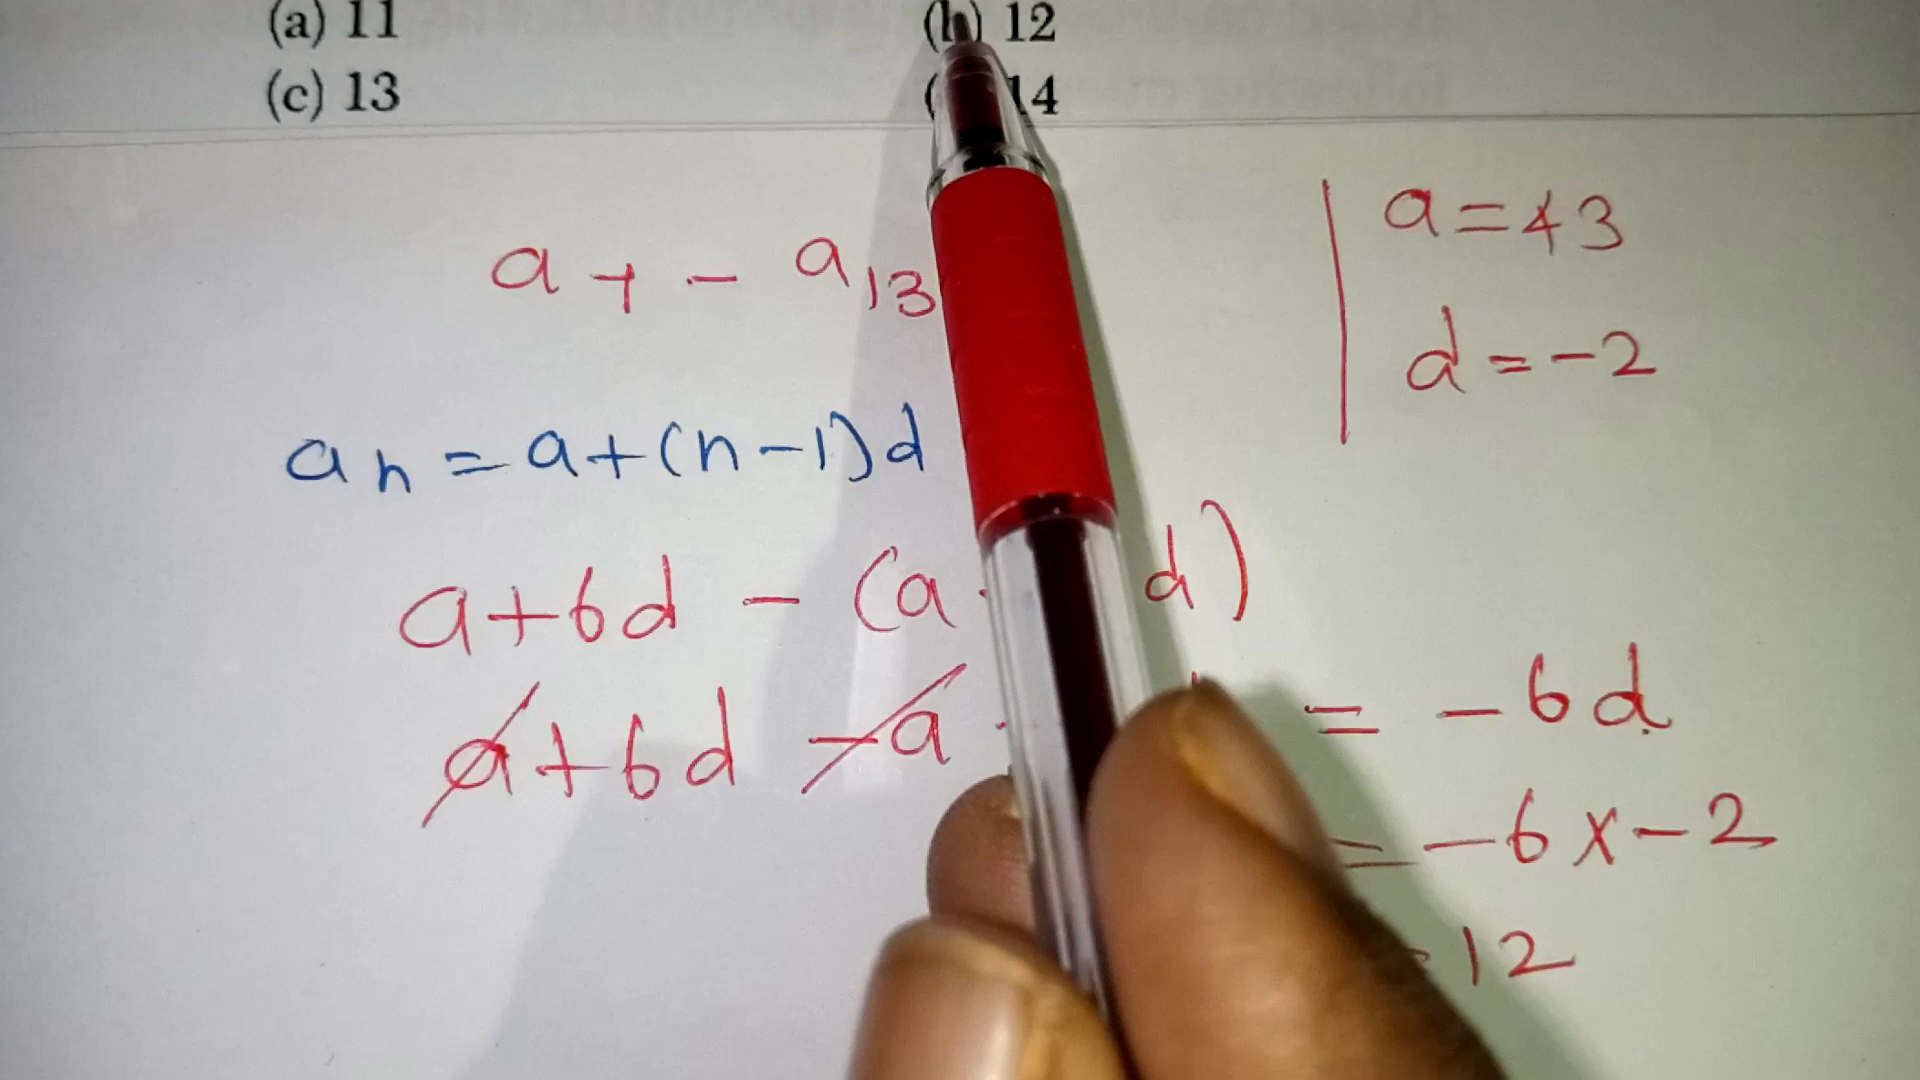 (a) 11 (b) 12
(c) 13 14
a7 - a13
a = 43
d = -2
an = a + (n - 1)d
a + 6d - (a d)
a + 6d - a = -6d
= -6 x -2
= 12